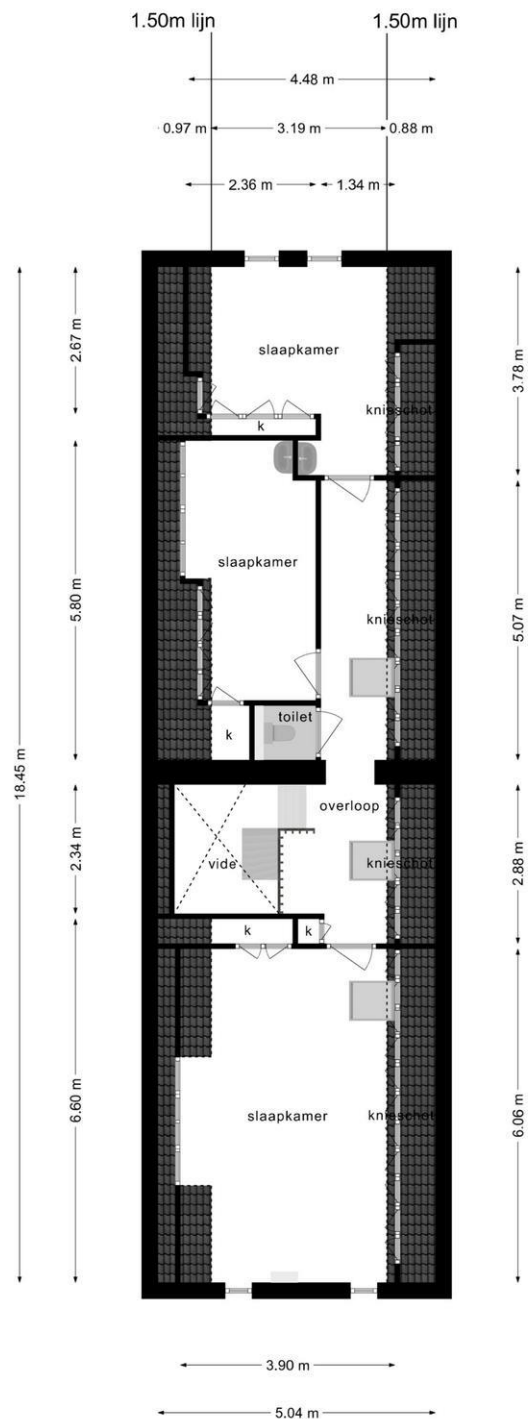 1.50m lijn 1.50m lijn
4.48 m
0.97 m 3.19 m 0.88 m
2.36 m 1.34 m
2.67 m
3.78 m
slaapkamer
knieschot
k
5.80 m
5.07 m
slaapkamer
knieschot
toilet
k
18.45 m
overloop
2.34 m
2.88 m
vide
knieschot
k k
6.60 m
6.06 m
slaapkamer
knieschot
3.90 m
5.04 m